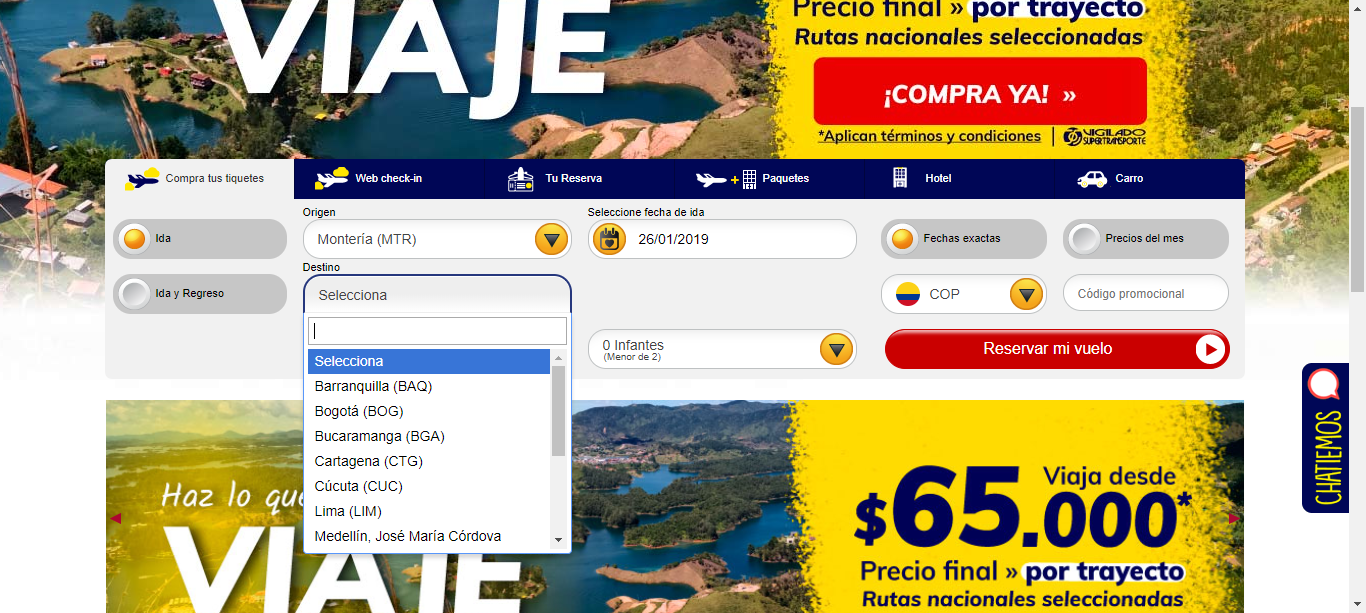 VIAJE
Precio final » por trayecto
Rutas nacionales seleccionadas
¡COMPRA YA! »
*Aplican términos y condiciones | VIGILADO
SUPERTRANSPORTE
Compra tus tiquetes
Web check-in
Tu Reserva
Paquetes
Hotel
Carro
Origen
Seleccione fecha de ida
Ida
Montería (MTR)
26/01/2019
Fechas exactas
Precios del mes
Destino
Ida y Regreso
Selecciona
COP
Código promocional
0 Infantes
(Menor de 2)
Reservar mi vuelo
Selecciona
Barranquilla (BAQ)
Bogotá (BOG)
Bucaramanga (BGA)
Cartagena (CTG)
Cúcuta (CUC)
Lima (LIM)
Medellín, José María Córdova
CHATIEMOS
Haz lo que
VIAJE
Viaja desde
$65.000*
Precio final » por trayecto
Rutas nacionales seleccionadas